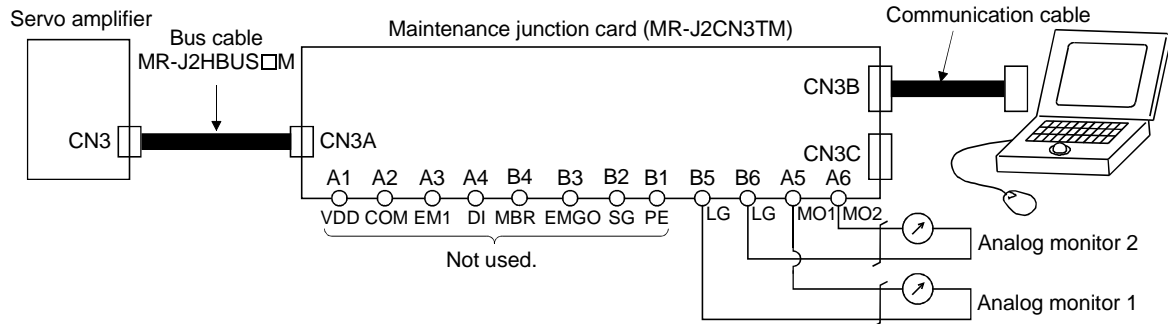 Servo amplifier
Bus cable
MR-J2HBUS□M
Maintenance junction card (MR-J2CN3TM)
Communication cable
CN3
CN3A
CN3B
CN3C
A1 A2 A3 A4 B4 B3 B2 B1 B5 B6 A5 A6
VDD COM EM1 DI MBR EMGO SG PE LG LG MO1 MO2
Not used.
Analog monitor 2
Analog monitor 1